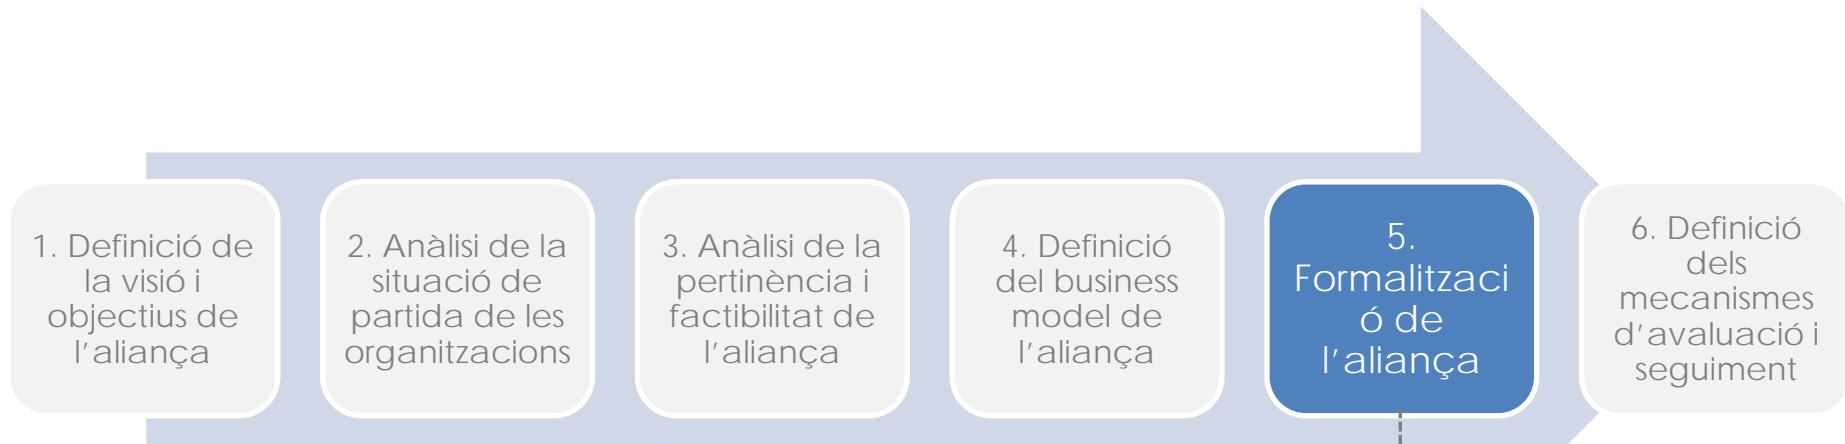 1. Definició de
la visió i
objectius de
l’aliança
2. Anàlisi de la
situació de
partida de les
organitzacions
3. Anàlisi de la
pertinència i
factibilitat de
l’aliança
4. Definició
del business
model de
l’aliança
5.
Formalitzaci
ó de
l’aliança
6. Definició
dels
mecanismes
d’avaluació i
seguiment